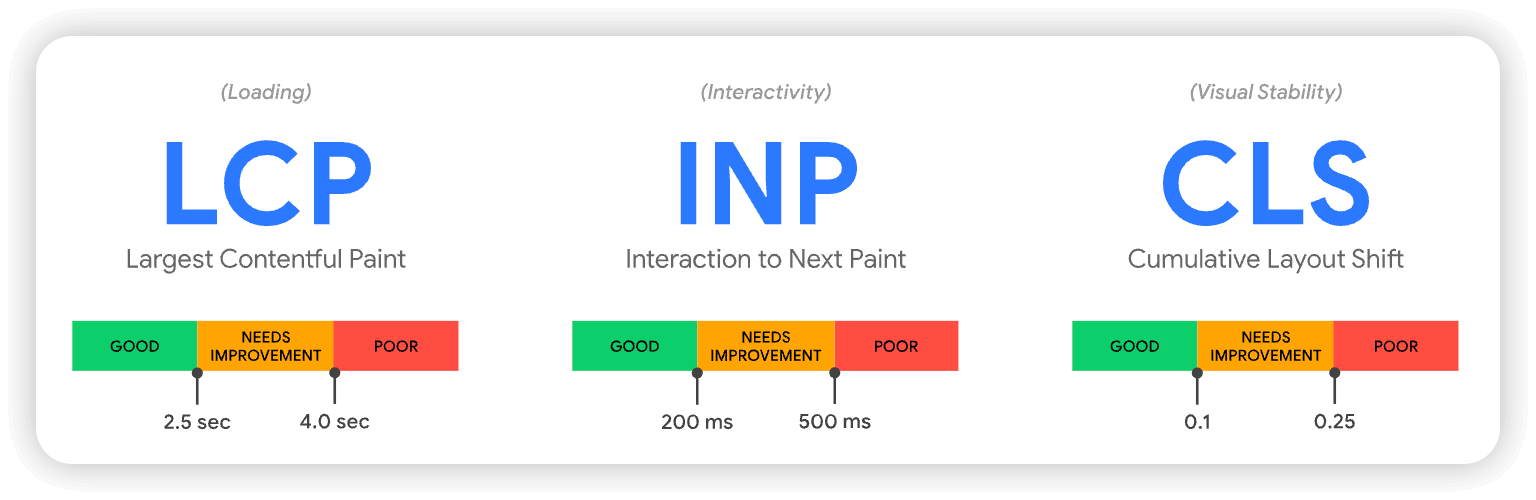 (Loading)
LCP
Largest Contentful Paint
GOOD
NEEDS
IMPROVEMENT
POOR
2.5 sec
4.0 sec
(Interactivity)
INP
Interaction to Next Paint
GOOD
NEEDS
IMPROVEMENT
POOR
200 ms
500 ms
(Visual Stability)
CLS
Cumulative Layout Shift
GOOD
NEEDS
IMPROVEMENT
POOR
0.1
0.25